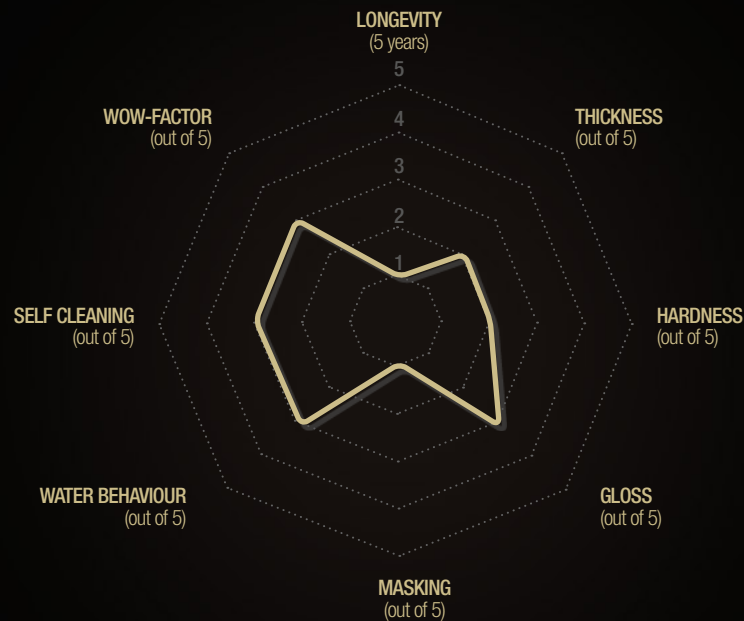 LONGEVITY
(5 years)
5
WOW-FACTOR
(out of 5)
THICKNESS
(out of 5)
4
3
2
1
SELF CLEANING
(out of 5)
HARDNESS
(out of 5)
WATER BEHAVIOUR
(out of 5)
GLOSS
(out of 5)
MASKING
(out of 5)